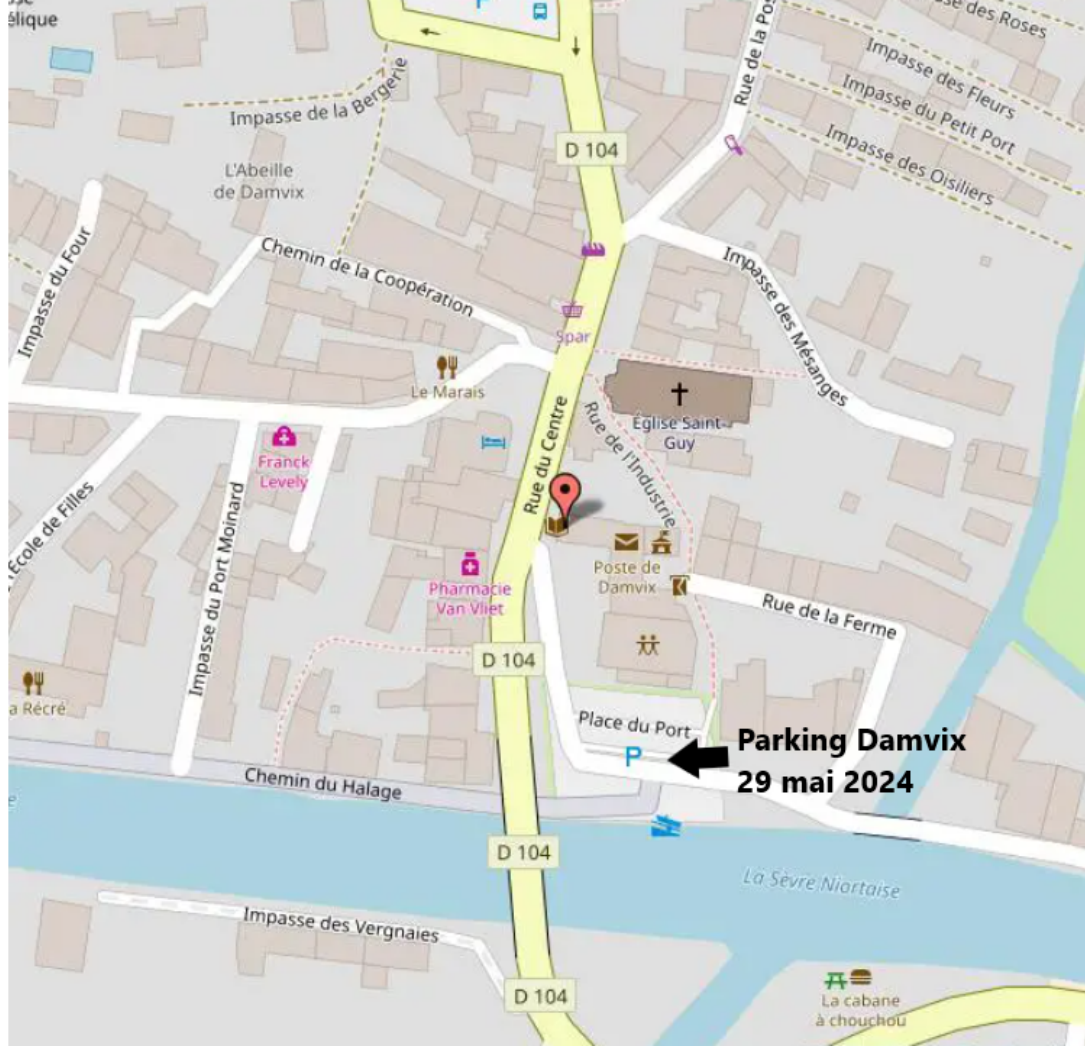 élique
P
se des Roses
Rue de la Pos
Impasse des Fleurs
Impasse du Petit Port
Impasse des Oisiliers
Impasse de la Bergerie
D 104
L'Abeille
de Damvix
Impasse du Four
Chemin de la Coopération
Impasse des Mésanges
Spar
Le Marais
Église Saint-
Guy
Rue du Centre
Rue de l'Industrie
Franck
Levely
l'École de Filles
Impasse du Port Moinard
Poste de
Damvix
Pharmacie
Van Vliet
Rue de la Ferme
D 104
a Récré
Place du Port
P
Parking Damvix
29 mai 2024
Chemin du Halage
D 104
La Sèvre Niortaise
Impasse des Vergnaies
D 104
La cabane
à chouchou